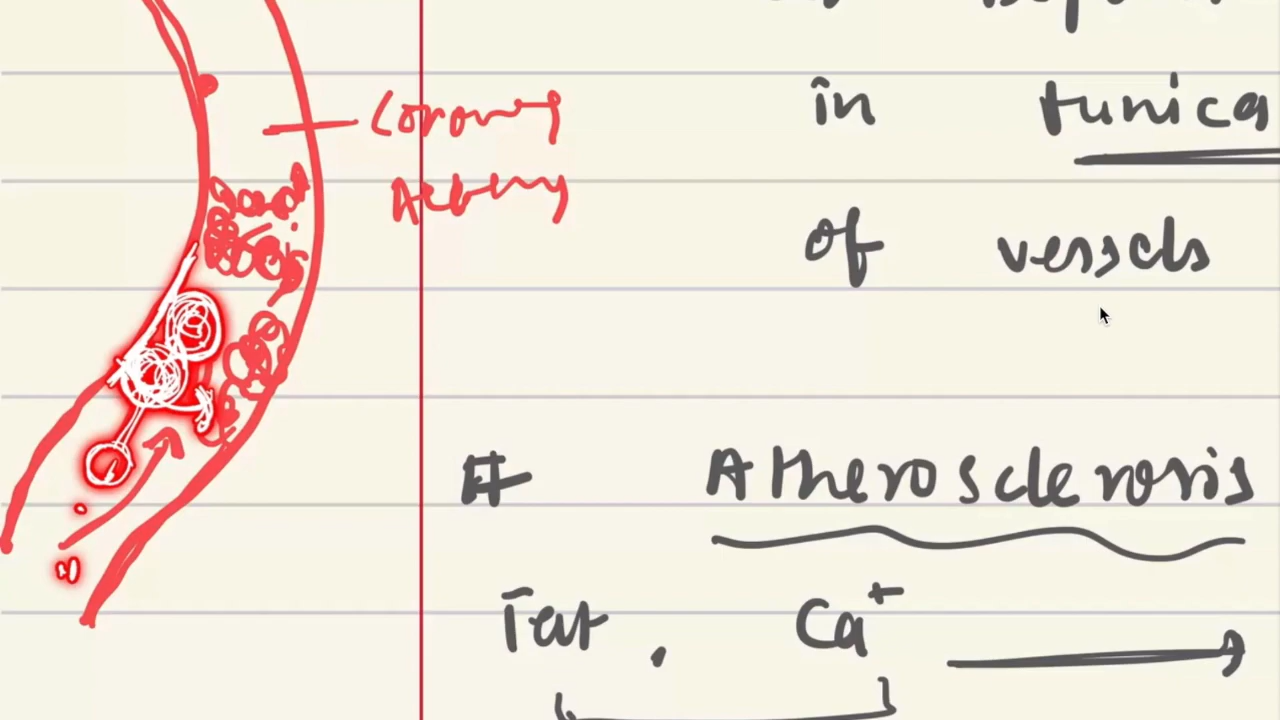 in tunica
of vessels
Coronary
Artery
# Atherosclerosis
Fat, Ca+ →